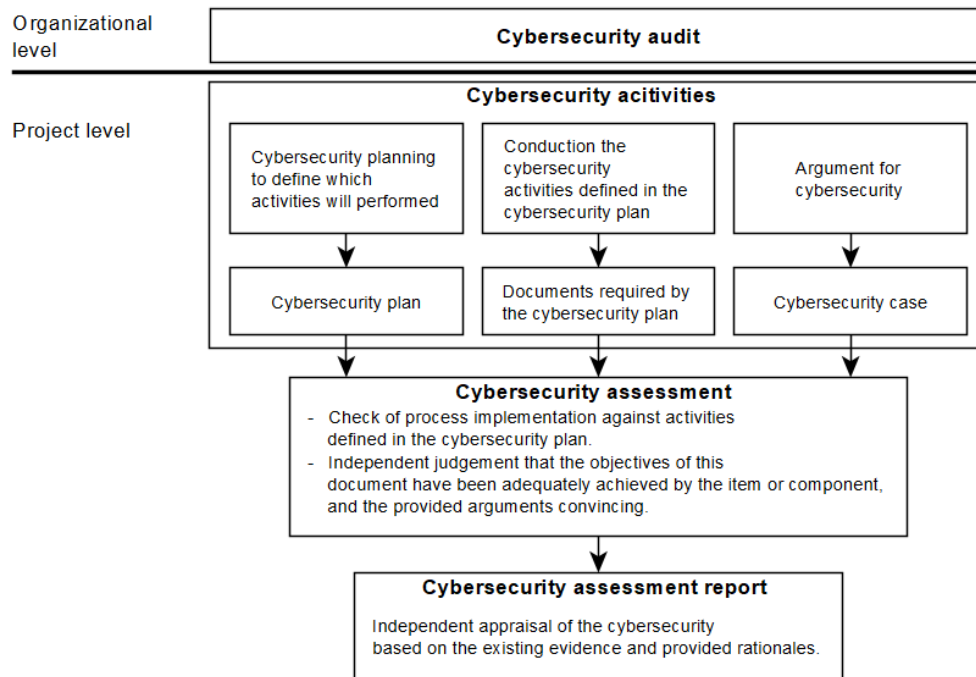 Organizational
level
Cybersecurity audit
Cybersecurity acitivities
Project level
Cybersecurity planning
to define which
activities will performed
Conduction the
cybersecurity
activities defined in the
cybersecurity plan
Argument for
cybersecurity
Cybersecurity plan
Documents required by
the cybersecurity plan
Cybersecurity case
Cybersecurity assessment
- Check of process implementation against activities
defined in the cybersecurity plan.
- Independent judgement that the objectives of this
document have been adequately achieved by the item or component,
and the provided arguments convincing.
Cybersecurity assessment report
Independent appraisal of the cybersecurity
based on the existing evidence and provided rationales.